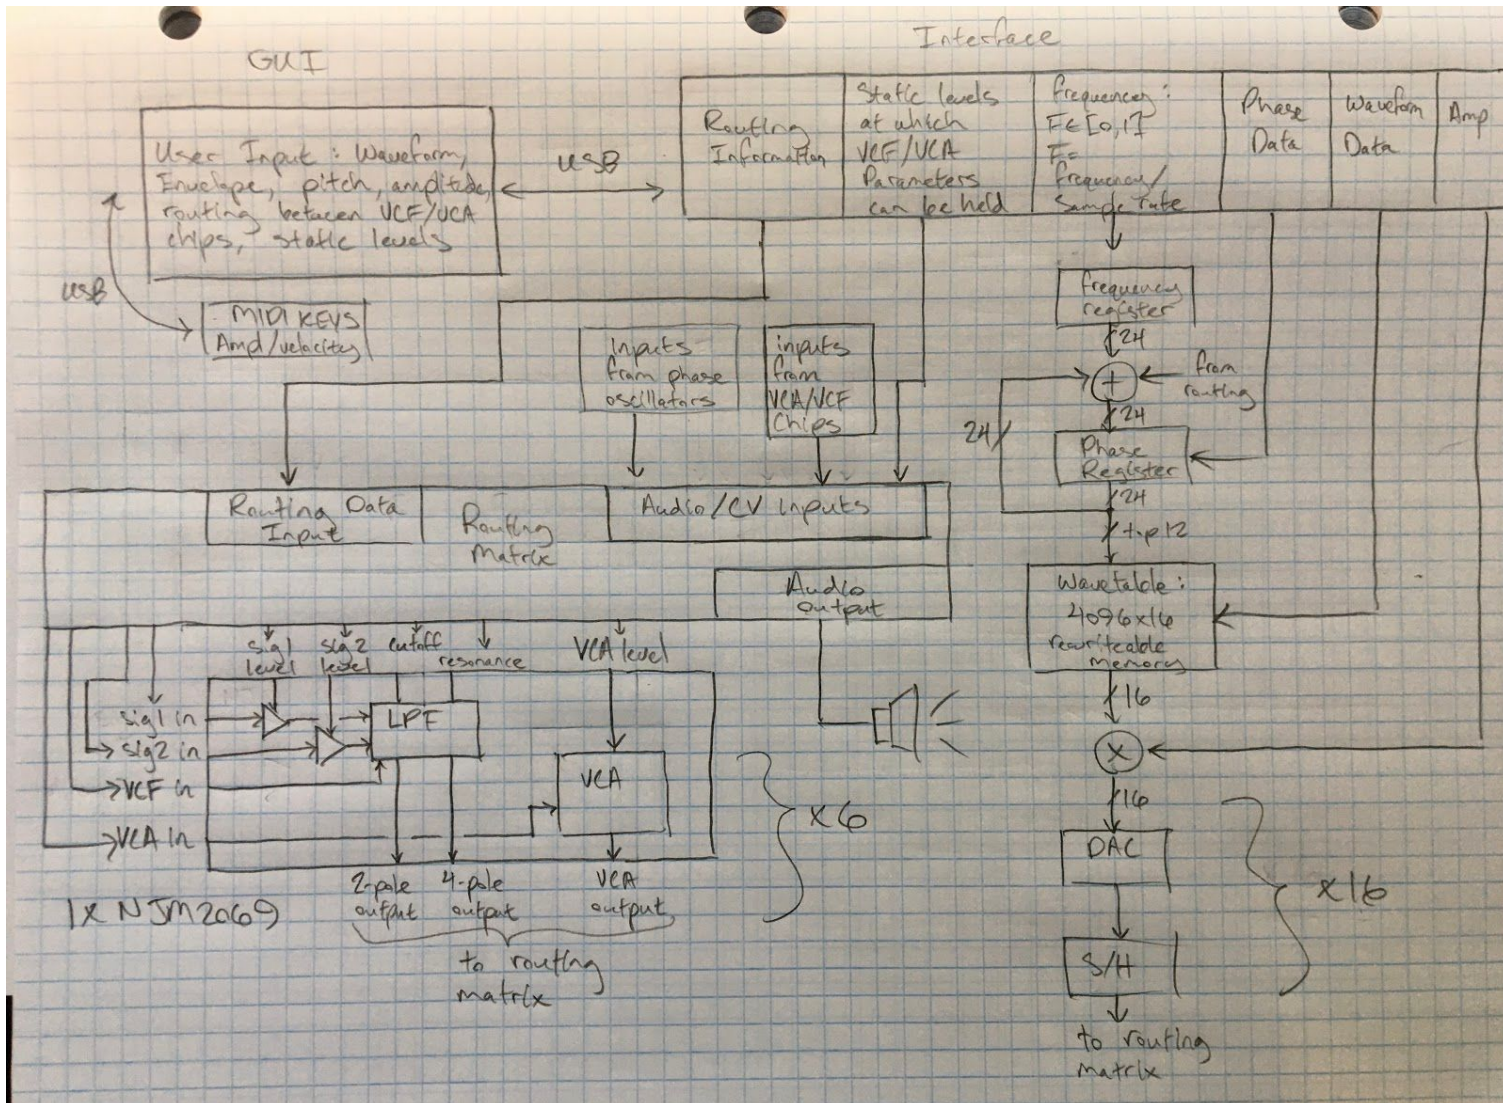 GUI
Interface
User Input: Waveform,
Envelope, pitch, amplitude,
routing between VCF/VCA
chips, static levels
USB
Routing
Information
Static levels
at which
VCF/VCA
Parameters
can be held
frequency:
F∈[0,1]
F=
frequency/
Sample rate
Phase
Data
Waveform
Data
Amp
USB
MIDI KEYS
Amp/velocity
inputs
from phase
oscillators
inputs
from
VCA/VCF
Chips
frequency
register
24
+
from
routing
24
24
Phase
Register
24
top 12
Routing Data
Input
Routing
Matrix
Audio/CV inputs
Audio
output
Wavetable:
4096x16
rewriteable
memory
16
X
16
DAC
S/H
x16
to routing
matrix
sig1
level
sig2
level
cutoff
resonance
VCA level
sig1 in
sig2 in
VCF in
VCA in
LPF
VCA
x6
2-pole
output
4-pole
output
VCA
output
1x NJM2069
to routing
matrix